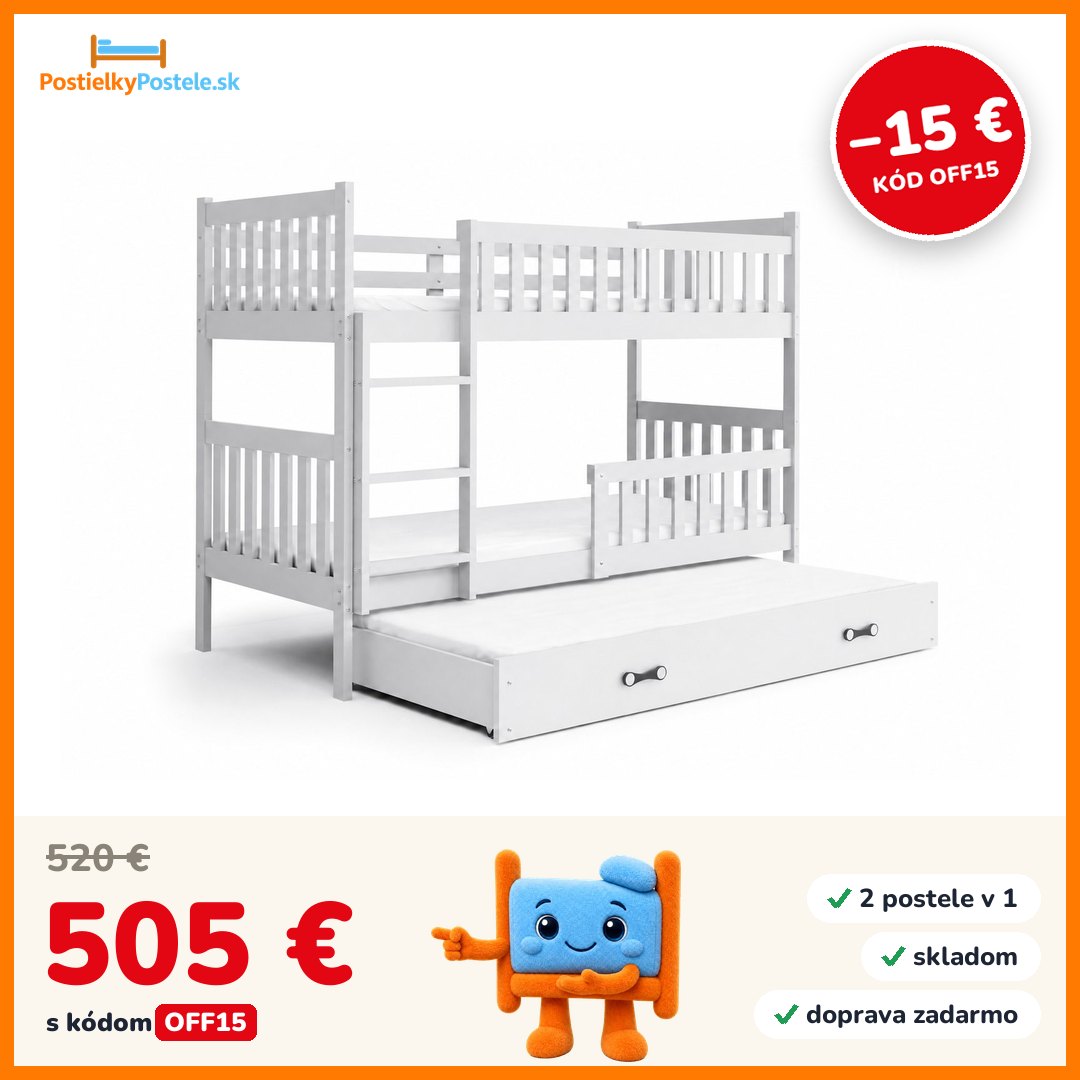 PostielkyPostele.sk
–15 €
KÓD OFF15
520 €
505 €
s kódom OFF15
2 postele v 1
skladom
doprava zadarmo